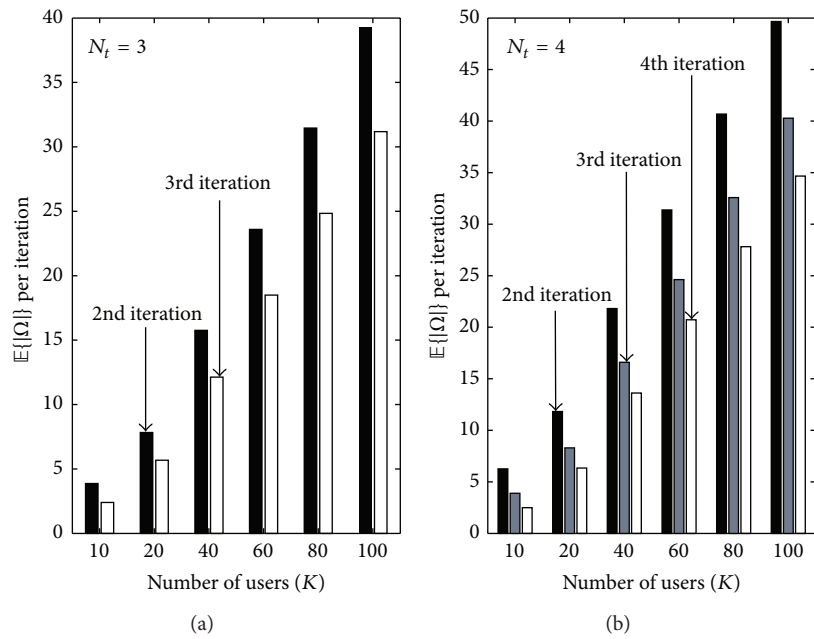 40
35
30
25
20
15
10
5
0
𝔼{|Ω|} per iteration
N_t = 3
3rd iteration
2nd iteration
10 20 40 60 80 100
Number of users (K)
(a)
50
45
40
35
30
25
20
15
10
5
0
𝔼{|Ω|} per iteration
N_t = 4
4th iteration
3rd iteration
2nd iteration
10 20 40 60 80 100
Number of users (K)
(b)